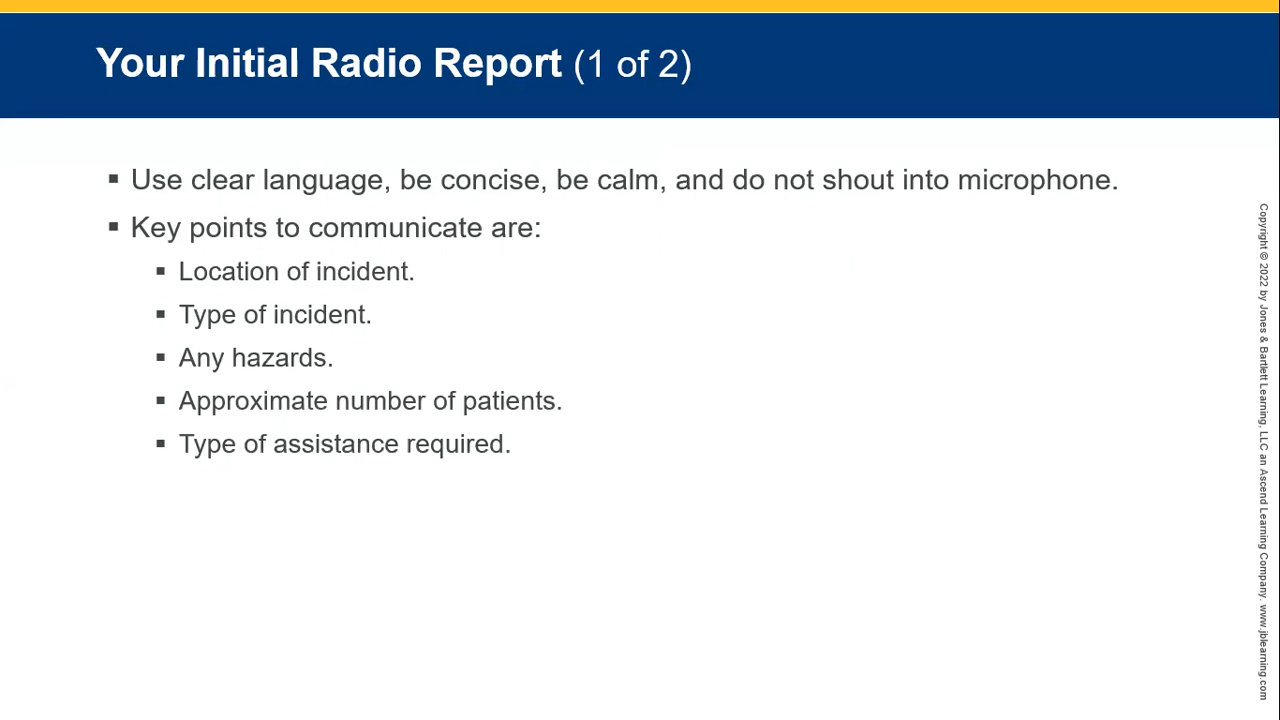 Your Initial Radio Report (1 of 2)
▪ Use clear language, be concise, be calm, and do not shout into microphone.
▪ Key points to communicate are:
▪ Location of incident.
▪ Type of incident.
▪ Any hazards.
▪ Approximate number of patients.
▪ Type of assistance required.
Copyright © 2022 by Jones & Bartlett Learning, LLC an Ascend Learning Company. www.jblearning.com